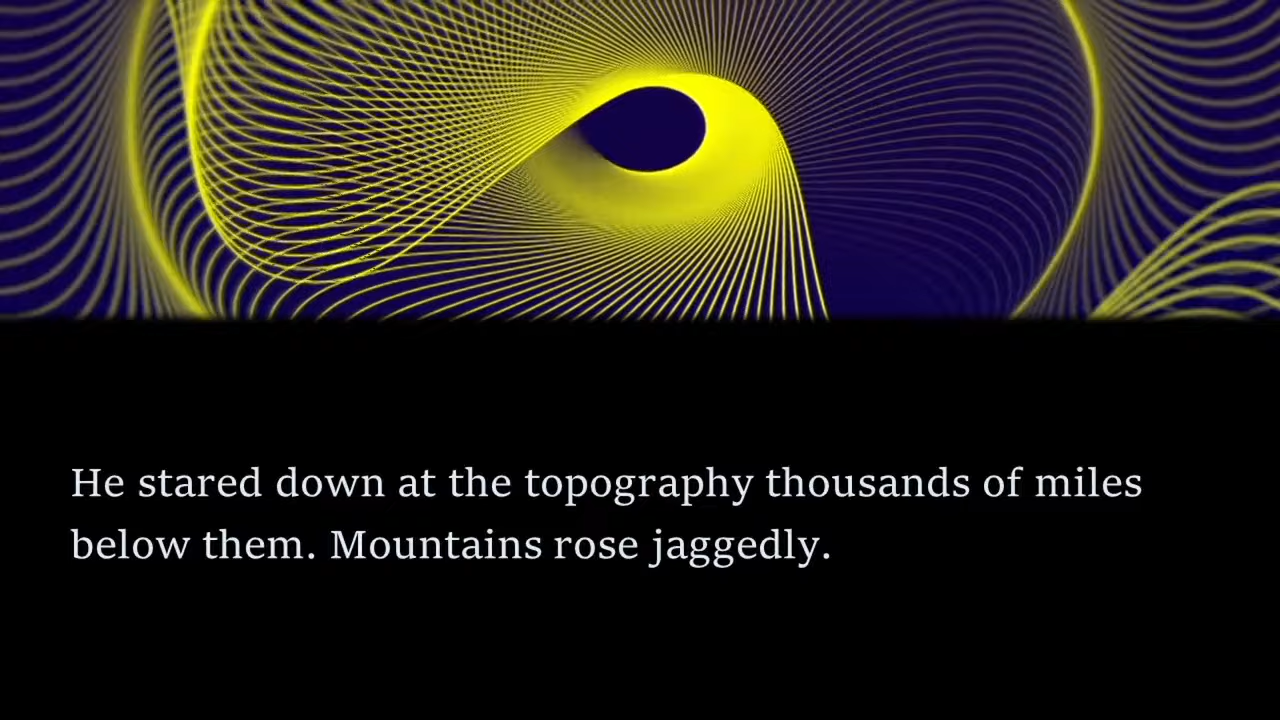 He stared down at the topography thousands of miles
below them. Mountains rose jaggedly.